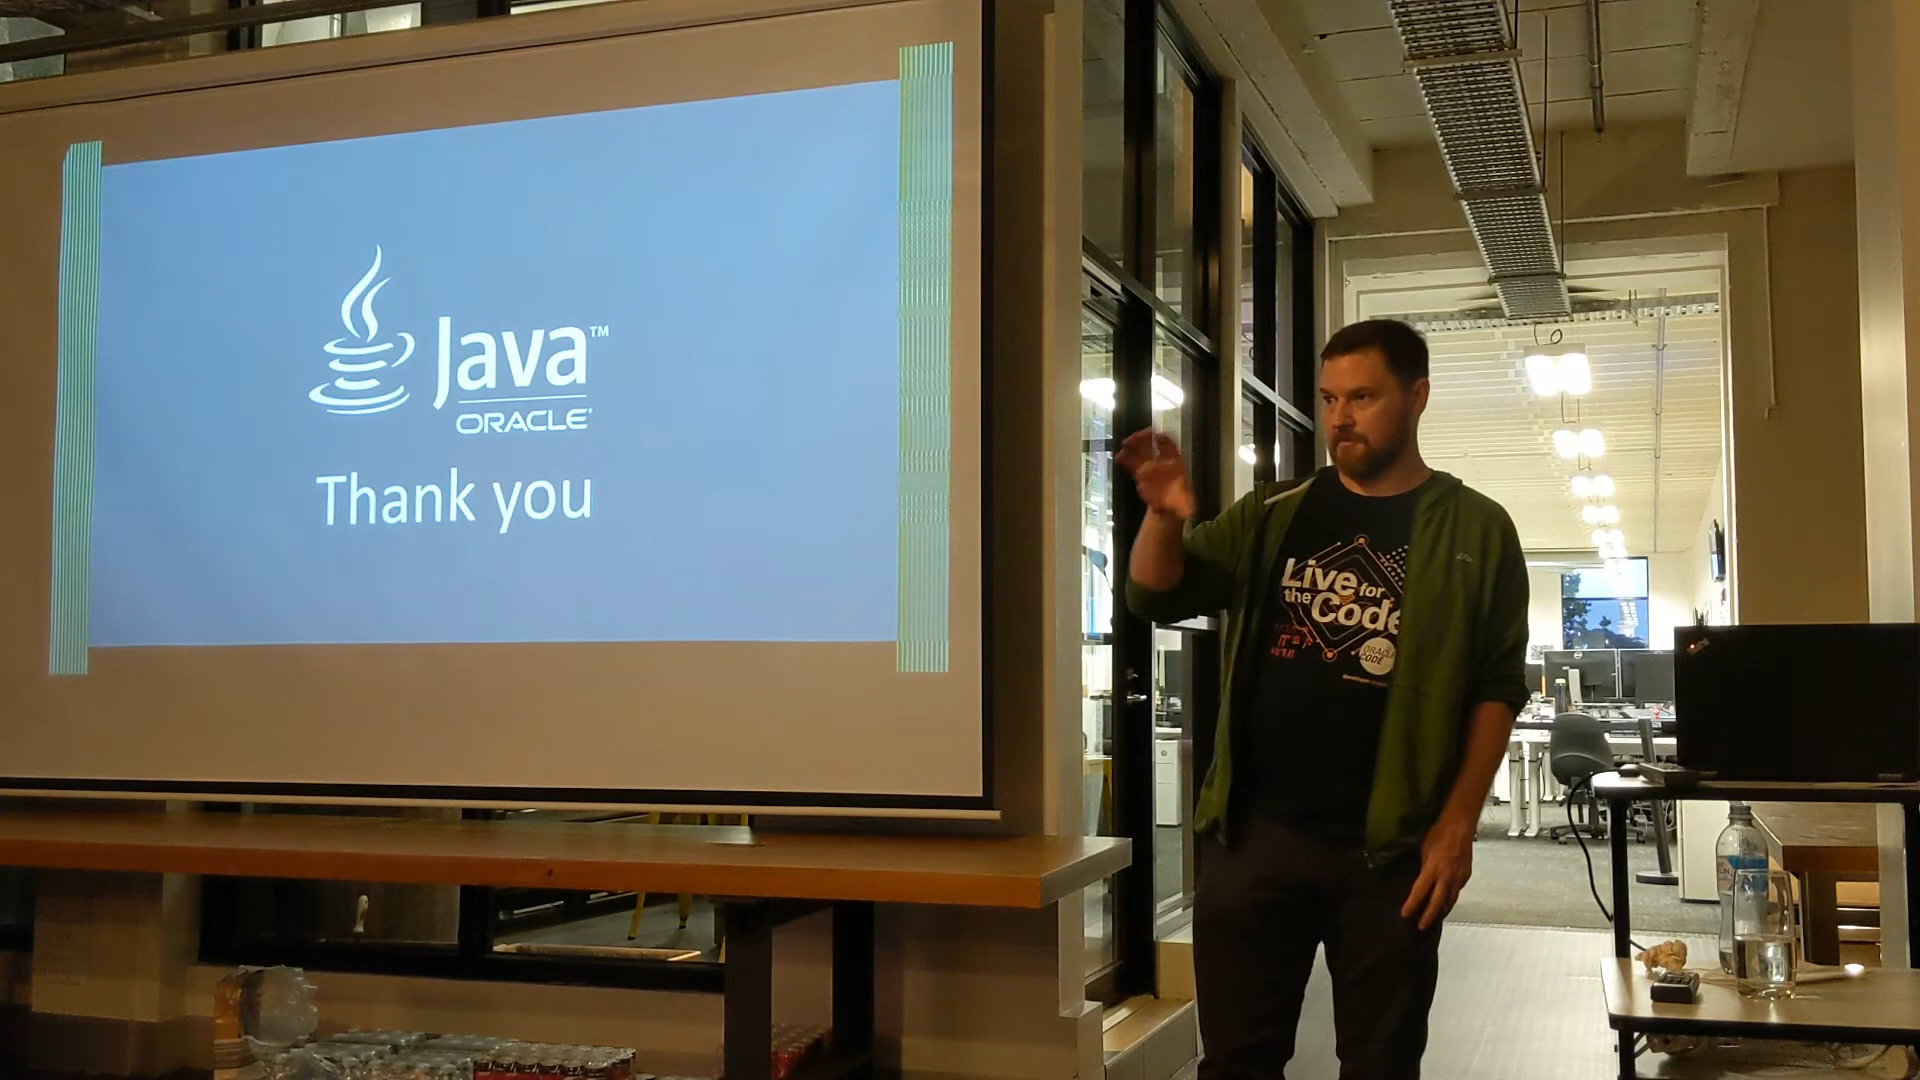 Java™
ORACLE
Thank you
Live for
the Code
ORACLE
CODE